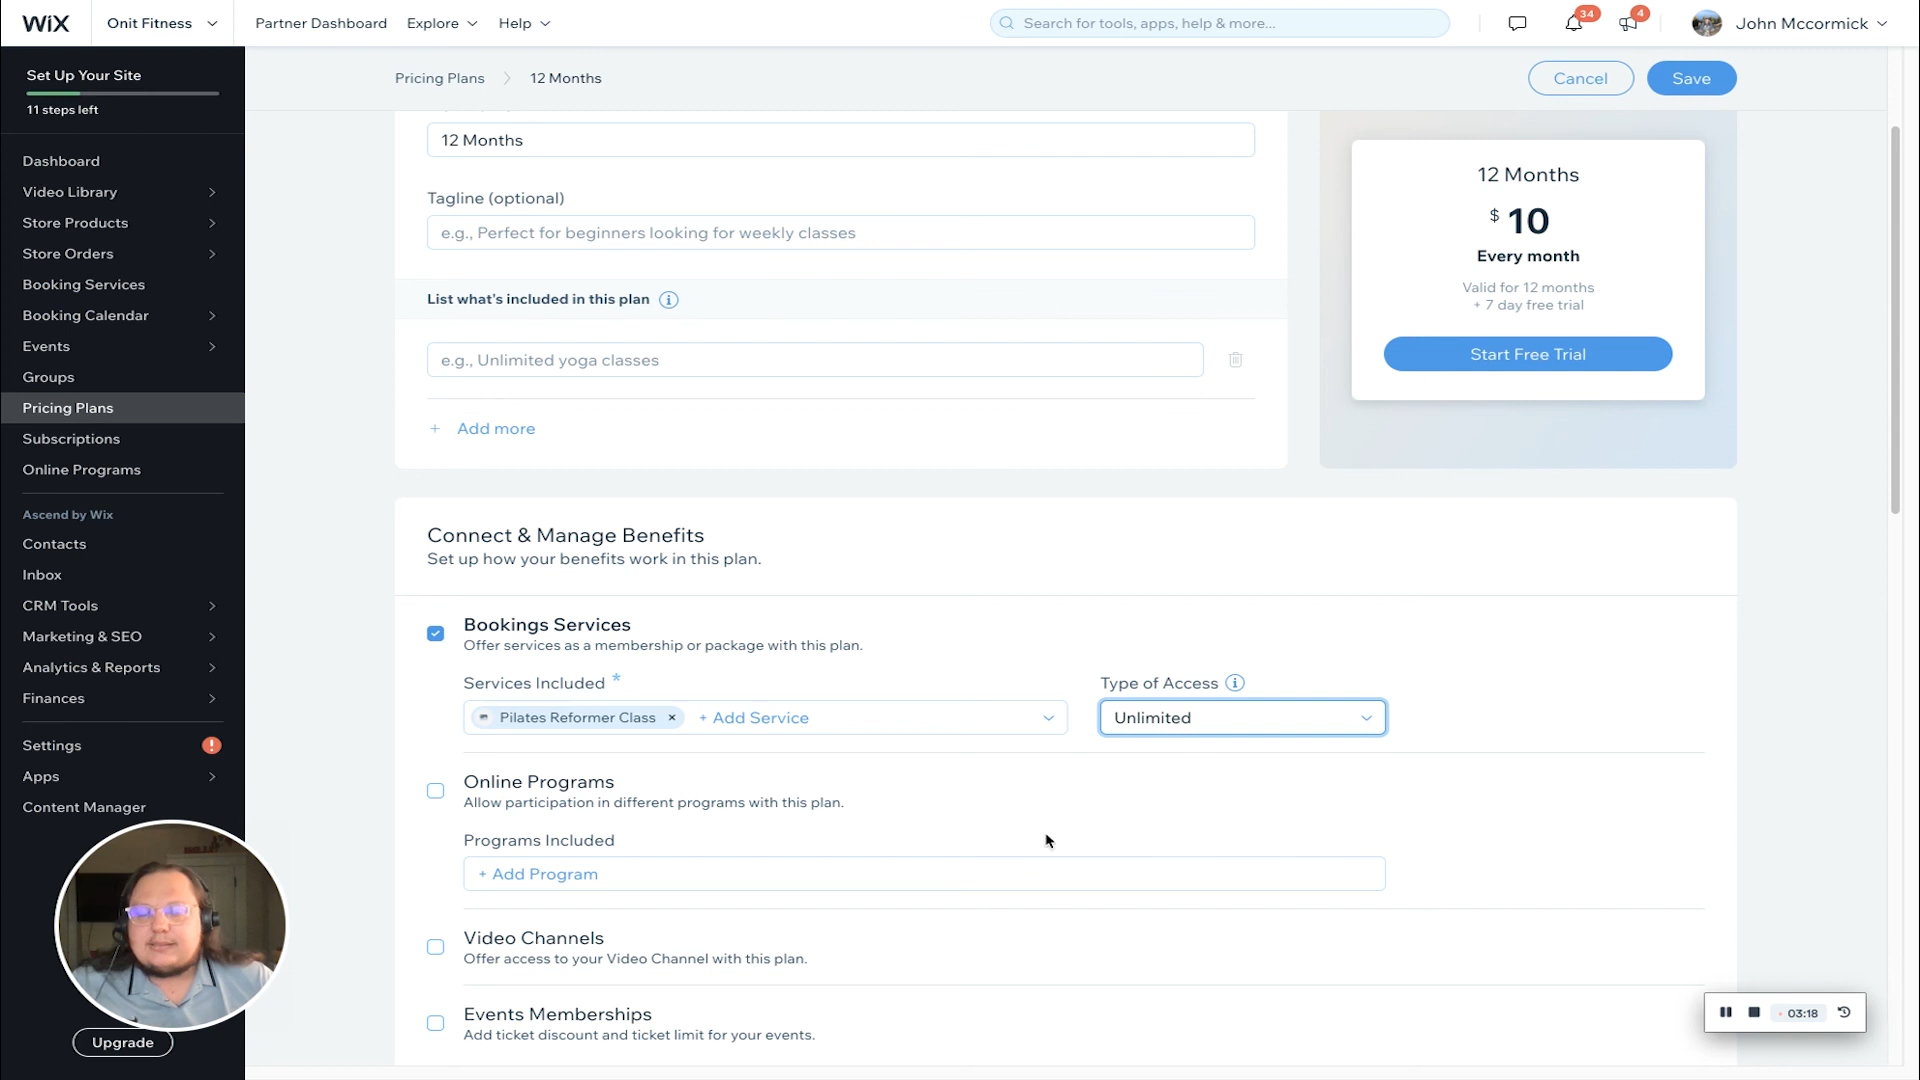 WiX
Onit Fitness
Partner Dashboard
Explore
Help
Search for tools, apps, help & more...
34
4
John Mccormick
Set Up Your Site
11 steps left
Dashboard
Video Library
Store Products
Store Orders
Booking Services
Booking Calendar
Events
Groups
Pricing Plans
Subscriptions
Online Programs
Ascend by Wix
Contacts
Inbox
CRM Tools
Marketing & SEO
Analytics & Reports
Finances
Settings
Apps
Content Manager
Upgrade
Pricing Plans
12 Months
Cancel
Save
12 Months
Tagline (optional)
e.g., Perfect for beginners looking for weekly classes
List what's included in this plan
e.g., Unlimited yoga classes
+ Add more
12 Months
$ 10
Every month
Valid for 12 months
+ 7 day free trial
Start Free Trial
Connect & Manage Benefits
Set up how your benefits work in this plan.
Bookings Services
Offer services as a membership or package with this plan.
Services Included *
Type of Access
Pilates Reformer Class × + Add Service
Unlimited
Online Programs
Allow participation in different programs with this plan.
Programs Included
+ Add Program
Video Channels
Offer access to your Video Channel with this plan.
Events Memberships
Add ticket discount and ticket limit for your events.
03:18